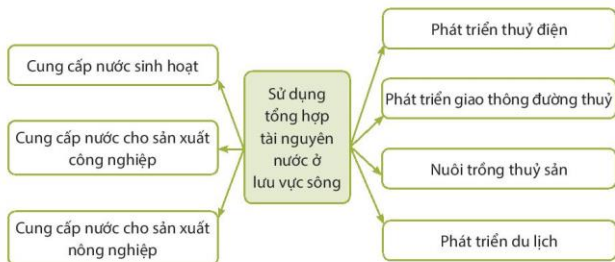 Cung cấp nước sinh hoạt
Cung cấp nước cho sản xuất
công nghiệp
Cung cấp nước cho sản xuất
nông nghiệp
Sử dụng
tổng hợp
tài nguyên
nước ở
lưu vực sông
Phát triển thuỷ điện
Phát triển giao thông đường thuỷ
Nuôi trồng thuỷ sản
Phát triển du lịch